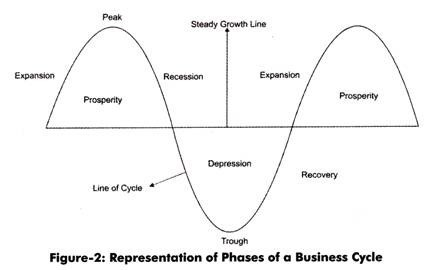 Peak
Steady Growth Line
Expansion
Recession
Expansion
Prosperity
Prosperity
Depression
Recovery
Line of Cycle
Trough
Figure-2: Representation of Phases of a Business Cycle